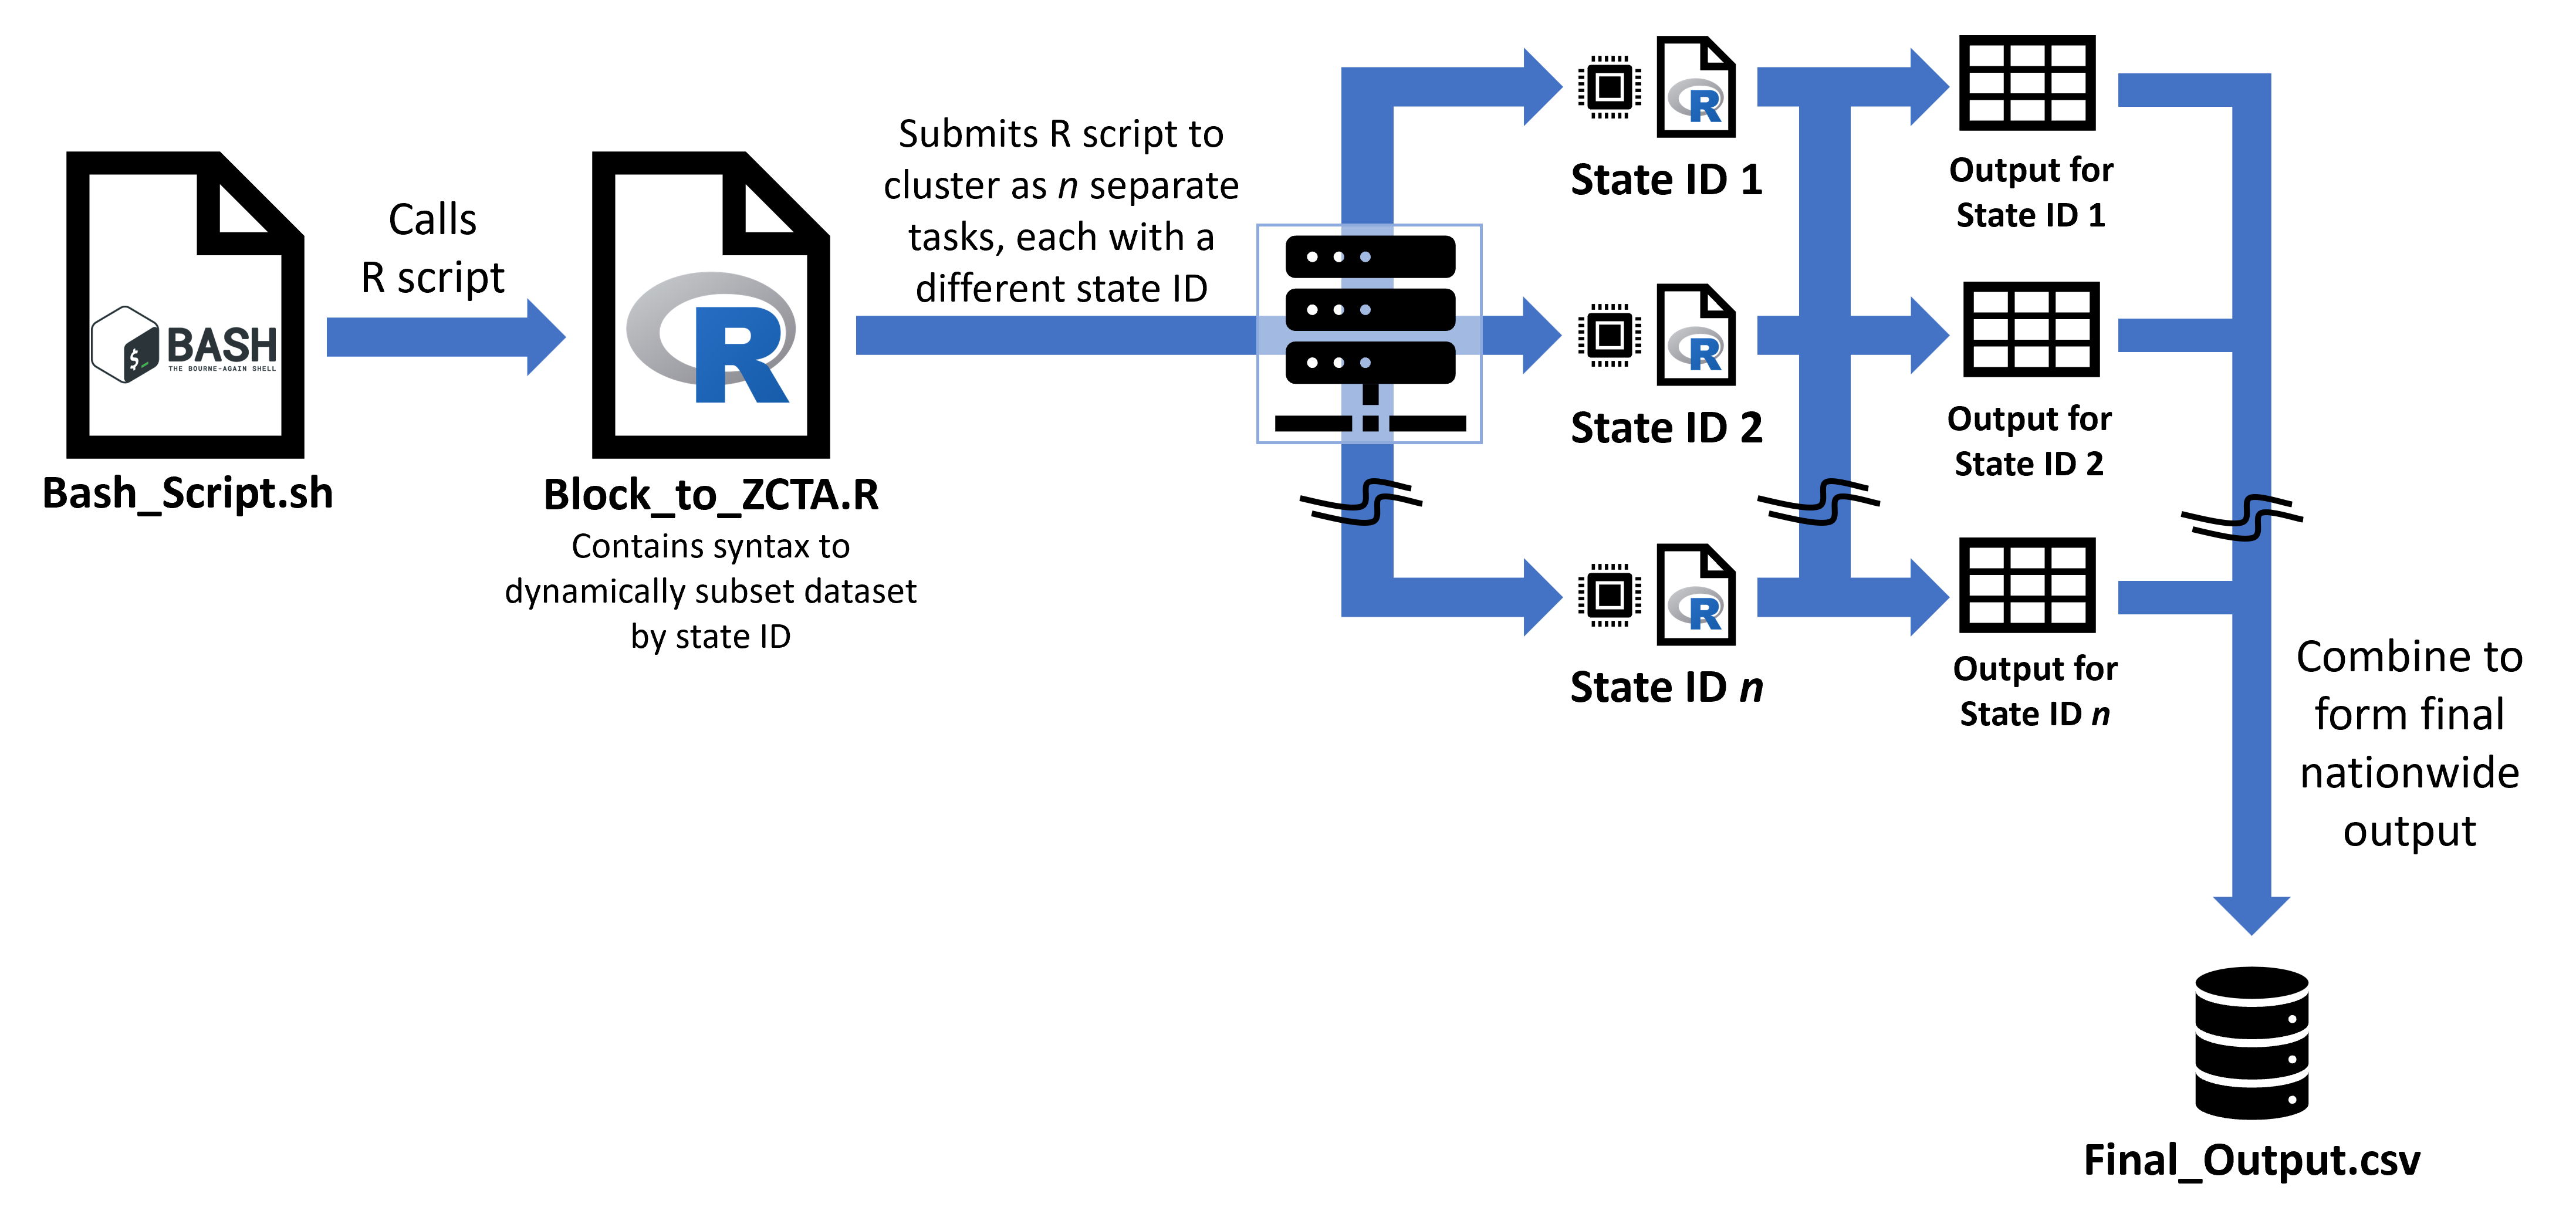 Calls
R script
BASH
THE BOURNE-AGAIN SHELL
$_
Bash_Script.sh
R
Block_to_ZCTA.R
Contains syntax to
dynamically subset dataset
by state ID
Submits R script to
cluster as n separate
tasks, each with a
different state ID
R
State ID 1
R
State ID 2
R
State ID n
Output for
State ID 1
Output for
State ID 2
Output for
State ID n
Combine to
form final
nationwide
output
Final_Output.csv